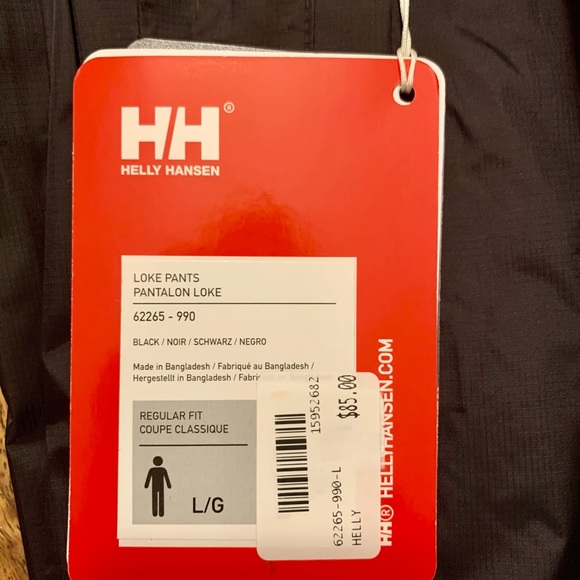 HH®
HELLY HANSEN
LOKE PANTS
PANTALON LOKE
62265 - 990
BLACK / NOIR / SCHWARZ / NEGRO
Made in Bangladesh / Fabriqué au Bangladesh /
Hergestellt in Bangladesh /
REGULAR FIT
COUPE CLASSIQUE
L/G
15952682
$85.00
62265-990-L
HELLY
HH® HELLYHANSEN.COM